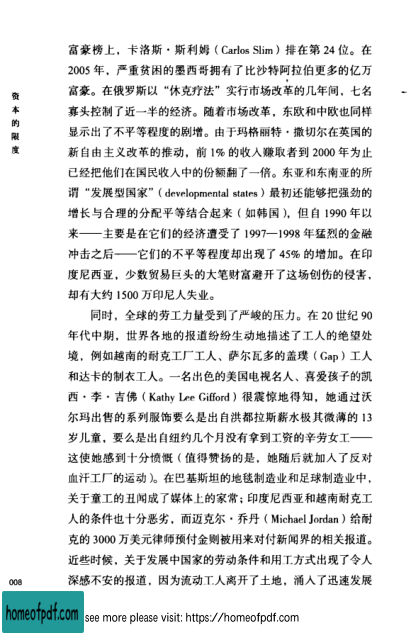 富豪榜上，卡洛斯·斯利姆（Carlos Slim）排在第 24 位。在
2005 年，严重贫困的墨西哥拥有了比沙特阿拉伯更多的亿万
富豪。在俄罗斯以“休克疗法”实行市场改革的几年间，七名
寡头控制了近一半的经济。随着市场改革，东欧和中欧也同样
显示出了不平等程度的剧增。由于玛格丽特·撒切尔在英国的
新自由主义改革的推动，前 1% 的收入赚取者到 2000 年为止
已经把他们在国民收入中的份额翻了一倍。东亚和东南亚的所
谓“发展型国家”（developmental states）最初还能够把强劲的
增长与合理的分配平等结合起来（如韩国），但自 1990 年以
来——主要是在它们的经济遭受了 1997—1998 年猛烈的金融
冲击之后——它们的不平等程度却出现了 45% 的增加。在印
度尼西亚，少数贸易巨头的大笔财富避开了这场创伤的侵害，
却有大约 1500 万印尼人失业。
同时，全球的劳工力量受到了严峻的压力。在 20 世纪 90
年代中期，世界各地的报道纷纷生动地描述了工人的绝望处
境，例如越南的耐克工厂工人、萨尔瓦多的盖璞（Gap）工人
和达卡的制衣工人。一名出色的美国电视名人、喜爱孩子的凯
西·李·吉佛（Kathy Lee Gifford）很震惊地得知，她通过沃
尔玛出售的系列服饰要么是出自洪都拉斯薪水极其微薄的 13
岁儿童，要么是出自纽约几个月没有拿到工资的辛劳女工——
这使她感到十分愤慨（值得赞扬的是，她随后就加入了反对
血汗工厂的运动）。在巴基斯坦的地毯制造业和足球制造业中，
关于童工的丑闻成了媒体上的家常；印度尼西亚和越南耐克工
人的条件也十分恶劣，而迈克尔·乔丹（Michael Jordan）给耐
克的 3000 万美元律师预付金则被用来对付新闻界的相关报道。
近些时候，关于发展中国家的劳动条件和用工方式出现了令人
深感不安的报道，因为流动工人离开了土地，涌入了迅速发展
资本的限度
008
homeofpdf.com
see more please visit: https://homeofpdf.com